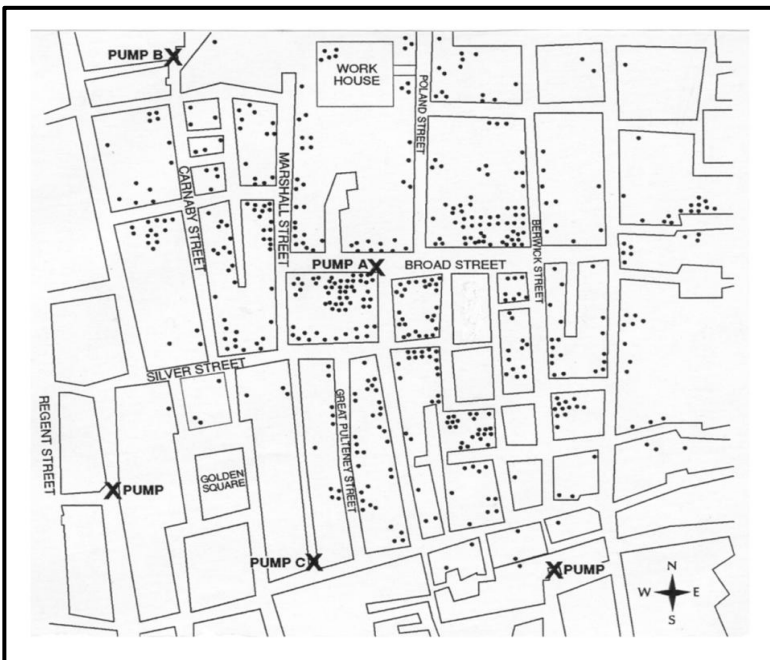 PUMP B
WORK
HOUSE
POLAND STREET
CARNABY STREET
MARSHALL STREET
BERWICK STREET
PUMP A
BROAD STREET
SILVER STREET
REGENT STREET
GREAT PULTENEY STREET
GOLDEN
SQUARE
PUMP
PUMP C
PUMP
N
W E
S